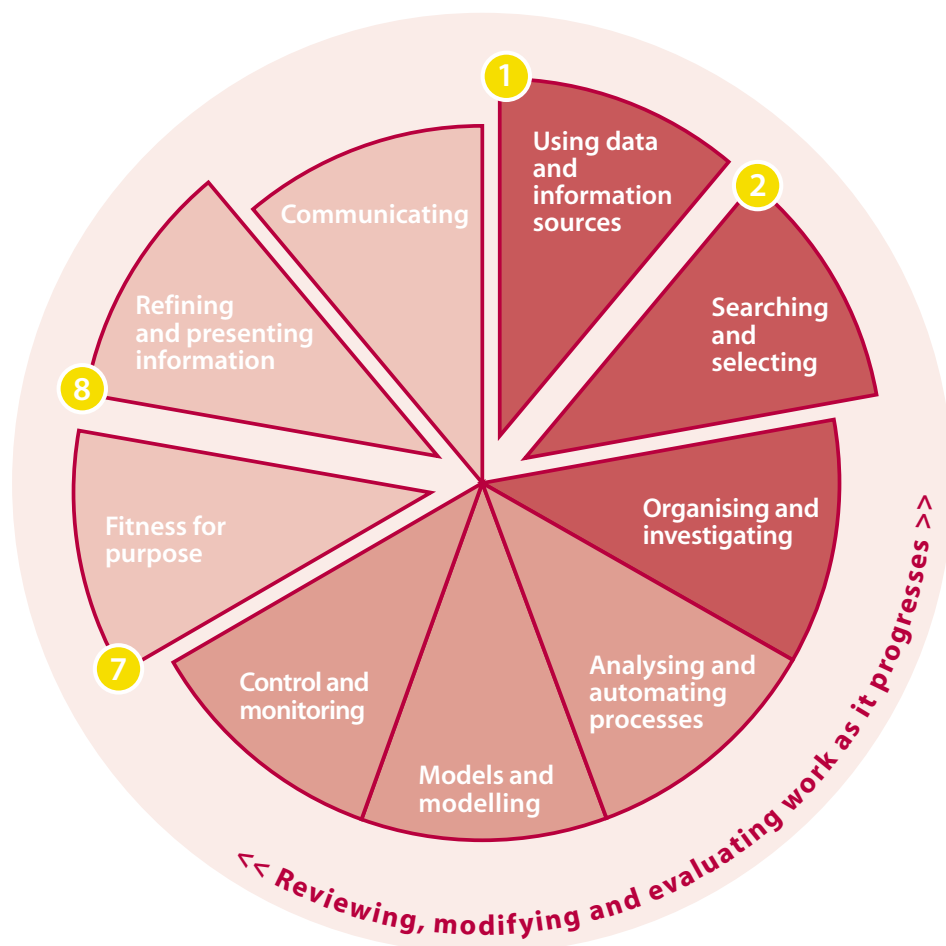 1
Using data
and
information
sources
2
Searching
and
selecting
Organising and
investigating
Analysing and
automating
processes
Models and
modelling
Control and
monitoring
7
Fitness for
purpose
8
Refining
and presenting
information
Communicating
<< Reviewing, modifying and evaluating work as it progresses >>